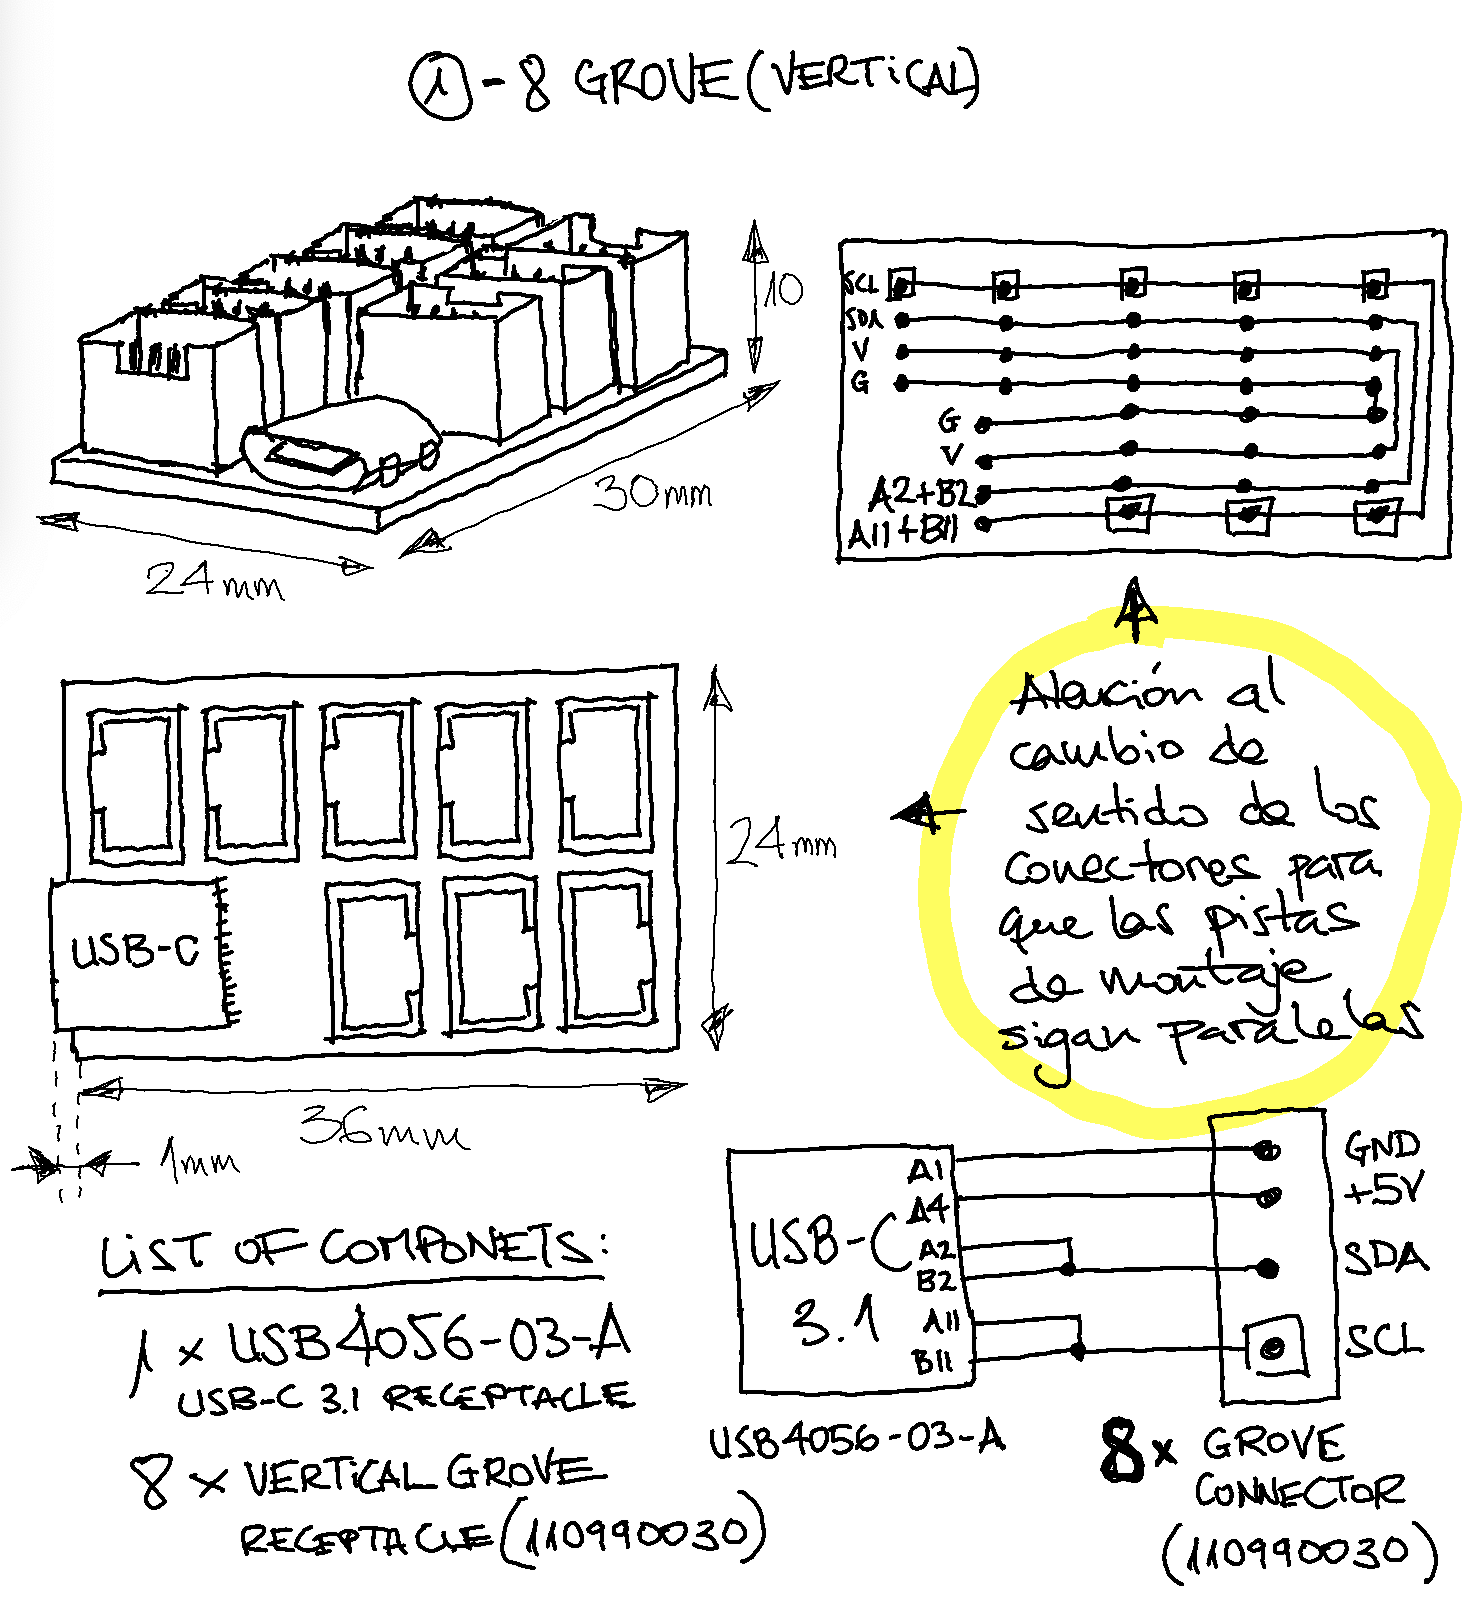 ① - 8 GROVE (VERTICAL)
10
30mm
24mm
SCL
SDA
V
G
G
V
A2+B2
A11+B11
USB-C
24mm
36mm
1mm
Atención al
cambio de
sentido de los
conectores para
que las pistas
de montaje
sigan paralelas
LIST OF COMPONETS:
1 x USB4056-03-A
USB-C 3.1 RECEPTACLE
8 x VERTICAL GROVE
RECEPTACLE (110990030)
USB-C
3.1
A1
A4
A2
B2
A11
B11
GND
+5V
SDA
SCL
USB4056-03-A
8x GROVE
CONNECTOR
(110990030)